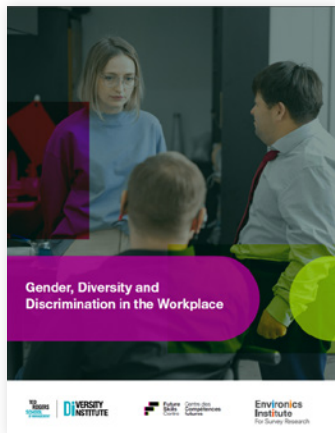 Gender, Diversity and
Discrimination in the Workplace
DiVERSITY
INSTITUTE
Future
Skills
Centre
Centre des
Compétences
futures
Environics
Institute
For Survey Research